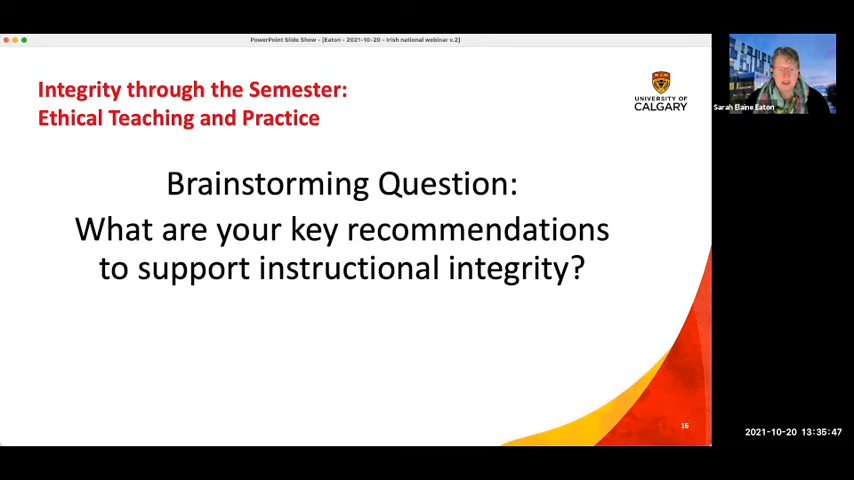 PowerPoint Slide Show - [Eaton - 2021-10-20 - Irish national webinar v.2]
Integrity through the Semester:
Ethical Teaching and Practice
UNIVERSITY OF
CALGARY
Sarah Elaine Eaton
Brainstorming Question:
What are your key recommendations
to support instructional integrity?
16
2021-10-20 13:35:47